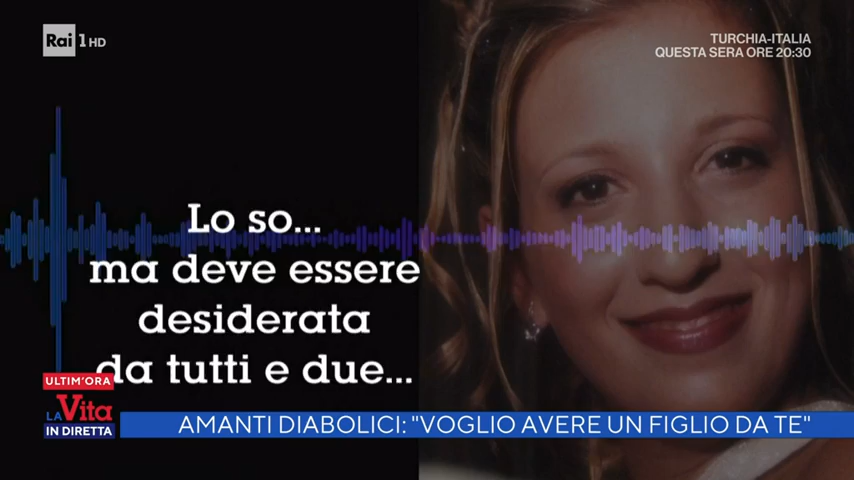 Rai 1 HD
TURCHIA-ITALIA
QUESTA SERA ORE 20:30
Lo so...
ma deve essere
desiderata
da tutti e due...
ULTIM'ORA
LA Vita
IN DIRETTA
AMANTI DIABOLICI: "VOGLIO AVERE UN FIGLIO DA TE"